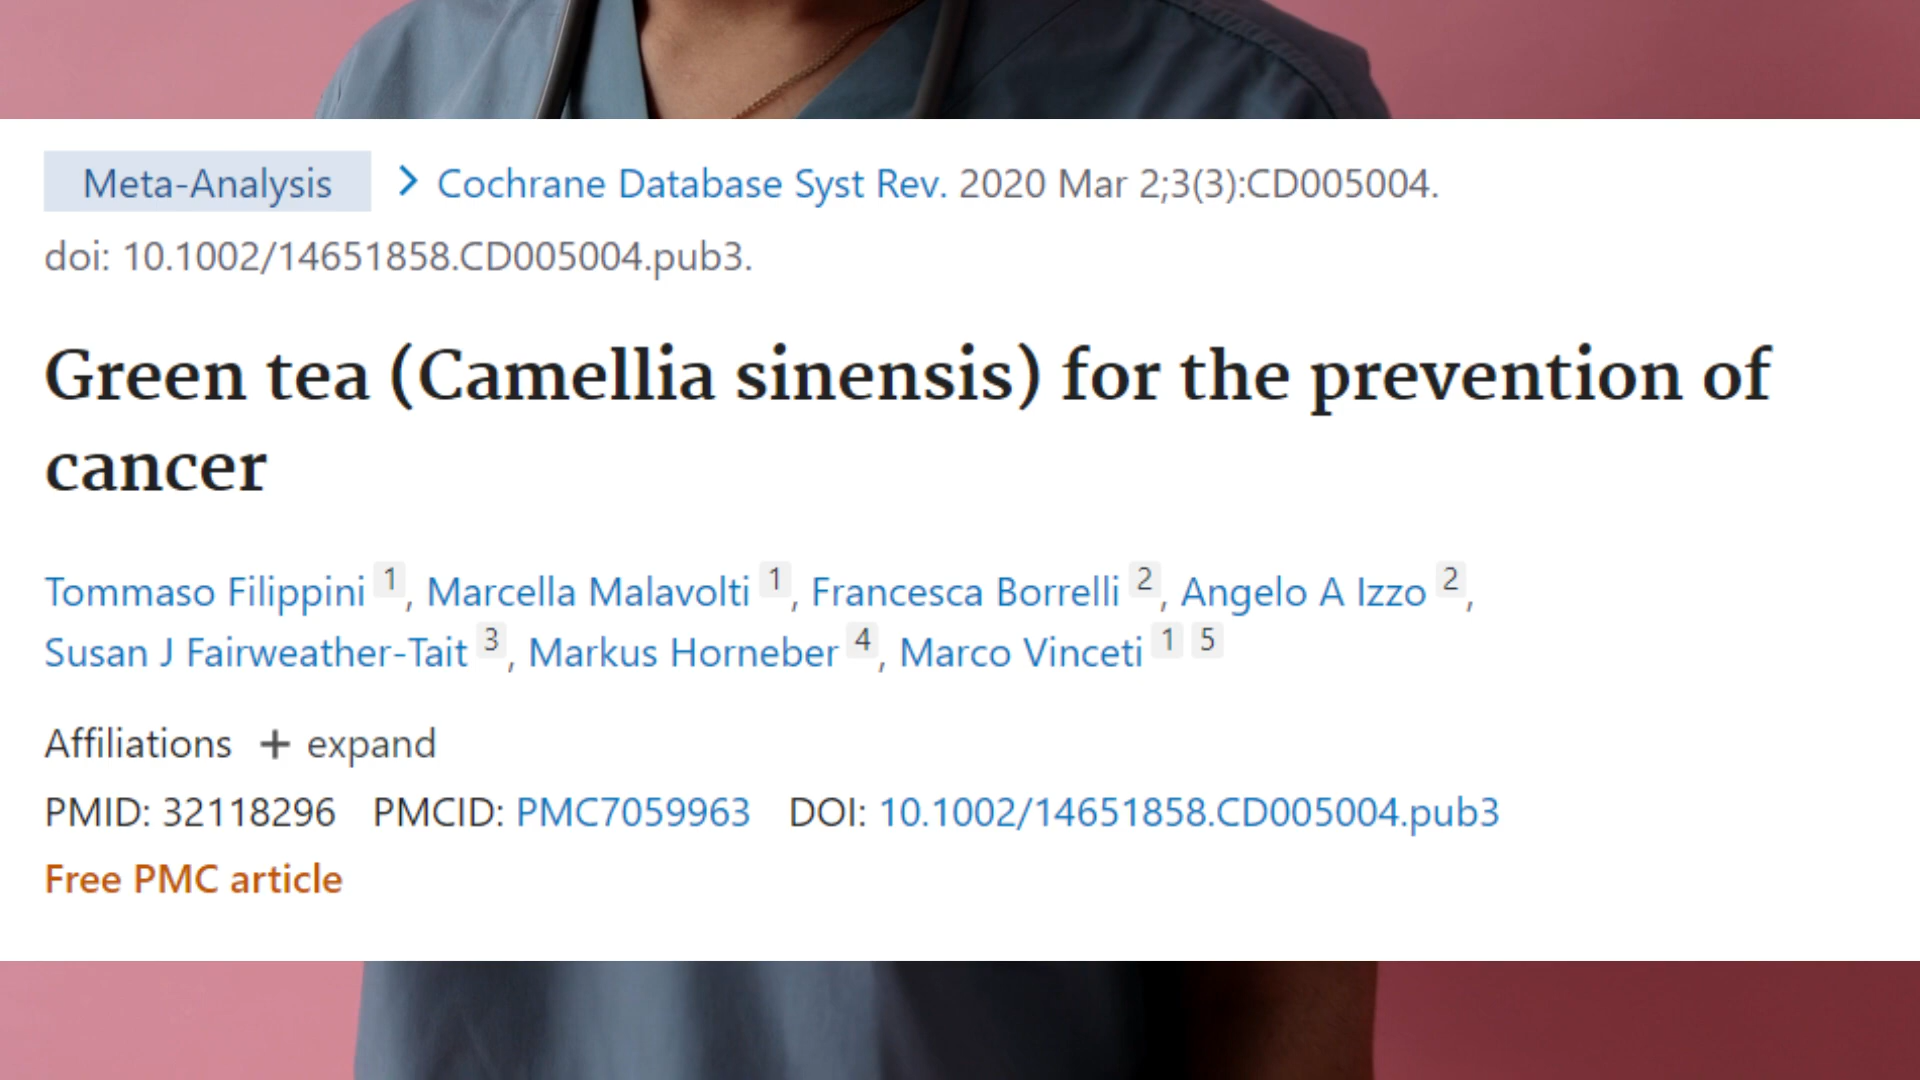 Meta-Analysis > Cochrane Database Syst Rev. 2020 Mar 2;3(3):CD005004.
doi: 10.1002/14651858.CD005004.pub3.
Green tea (Camellia sinensis) for the prevention of
cancer
Tommaso Filippini 1, Marcella Malavolti 1, Francesca Borrelli 2, Angelo A Izzo 2,
Susan J Fairweather-Tait 3, Markus Horneber 4, Marco Vinceti 1 5
Affiliations + expand
PMID: 32118296 PMCID: PMC7059963 DOI: 10.1002/14651858.CD005004.pub3
Free PMC article